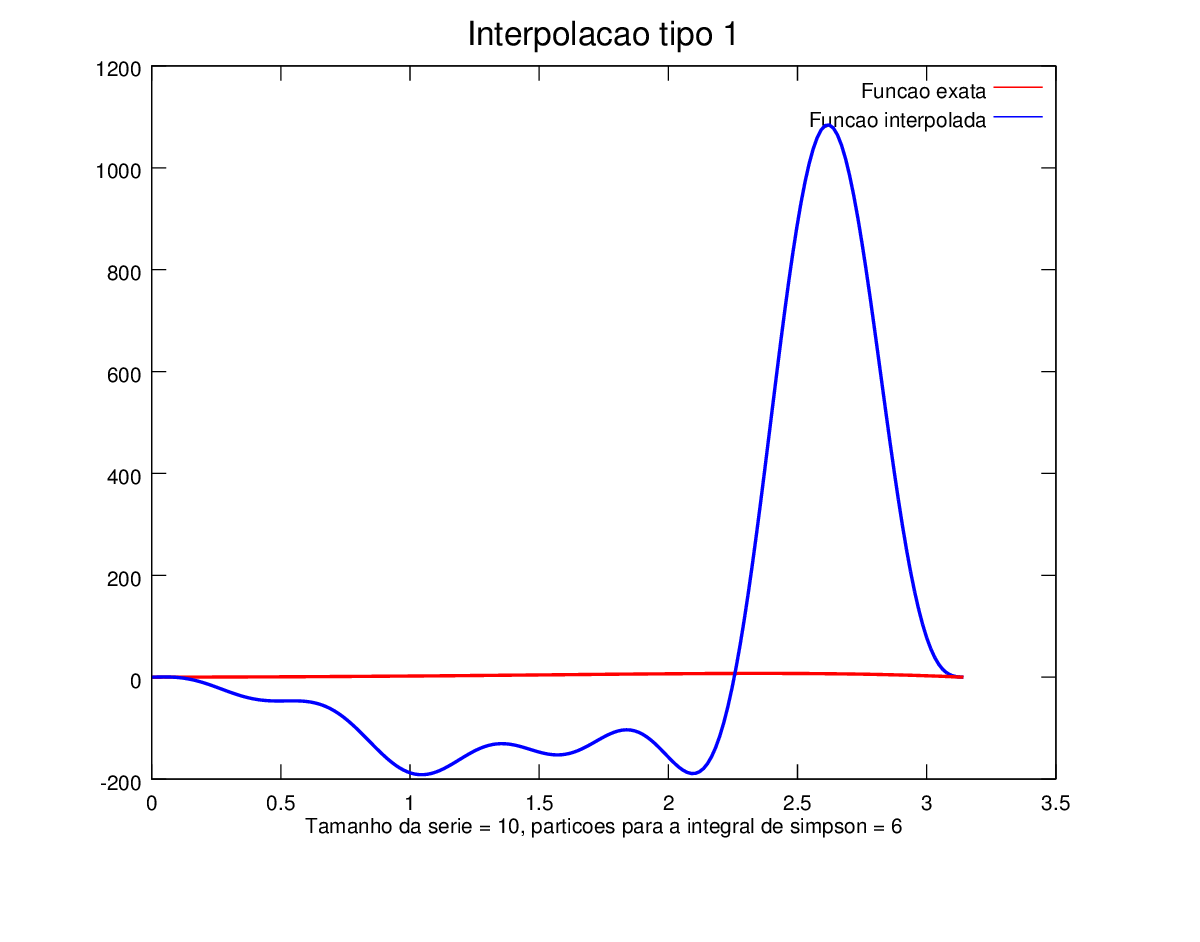 Interpolacao tipo 1
1200
Funcao exata
Funcao interpolada
1000
800
600
400
200
0
-200
0 0.5 1 1.5 2 2.5 3 3.5
Tamanho da serie = 10, particoes para a integral de simpson = 6